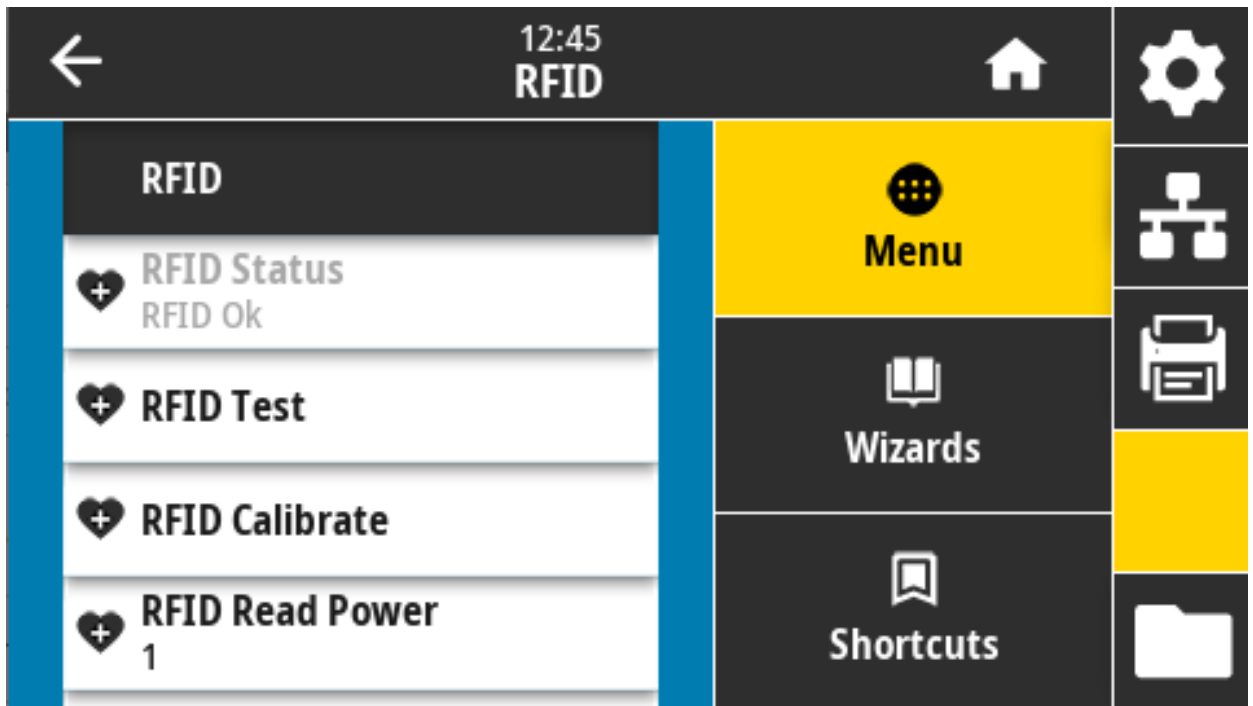 12:45
RFID
RFID
RFID Status
RFID Ok
RFID Test
RFID Calibrate
RFID Read Power
1
Menu
Wizards
Shortcuts